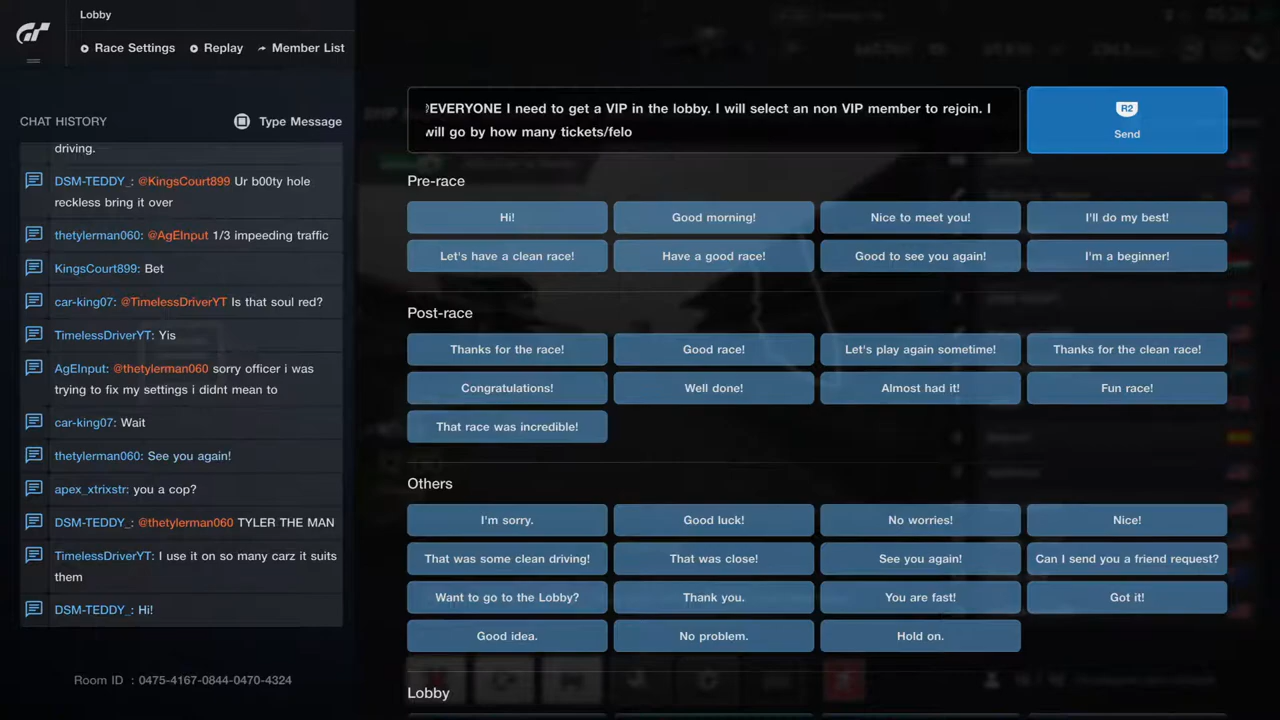 Lobby
Race Settings Replay Member List
CHAT HISTORY Type Message
driving.
DSM-TEDDY_: @KingsCourt899 Ur b00ty hole
reckless bring it over
thetylerman060: @AgEInput 1/3 impeeding traffic
KingsCourt899: Bet
car-king07: @TimelessDriverYT Is that soul red?
TimelessDriverYT: Yis
AgEInput: @thetylerman060 sorry officer i was
trying to fix my settings i didnt mean to
car-king07: Wait
thetylerman060: See you again!
apex_xtrixstr: you a cop?
DSM-TEDDY_: @thetylerman060 TYLER THE MAN
TimelessDriverYT: I use it on so many carz it suits
them
DSM-TEDDY_: Hi!
Room ID : 0475-4167-0844-0470-4324
EVERYONE I need to get a VIP in the lobby. I will select an non VIP member to rejoin. I
will go by how many tickets/felo
R2
Send
Pre-race
Hi! Good morning! Nice to meet you! I'll do my best!
Let's have a clean race! Have a good race! Good to see you again! I'm a beginner!
Post-race
Thanks for the race! Good race! Let's play again sometime! Thanks for the clean race!
Congratulations! Well done! Almost had it! Fun race!
That race was incredible!
Others
I'm sorry. Good luck! No worries! Nice!
That was some clean driving! That was close! See you again! Can I send you a friend request?
Want to go to the Lobby? Thank you. You are fast! Got it!
Good idea. No problem. Hold on.
Lobby